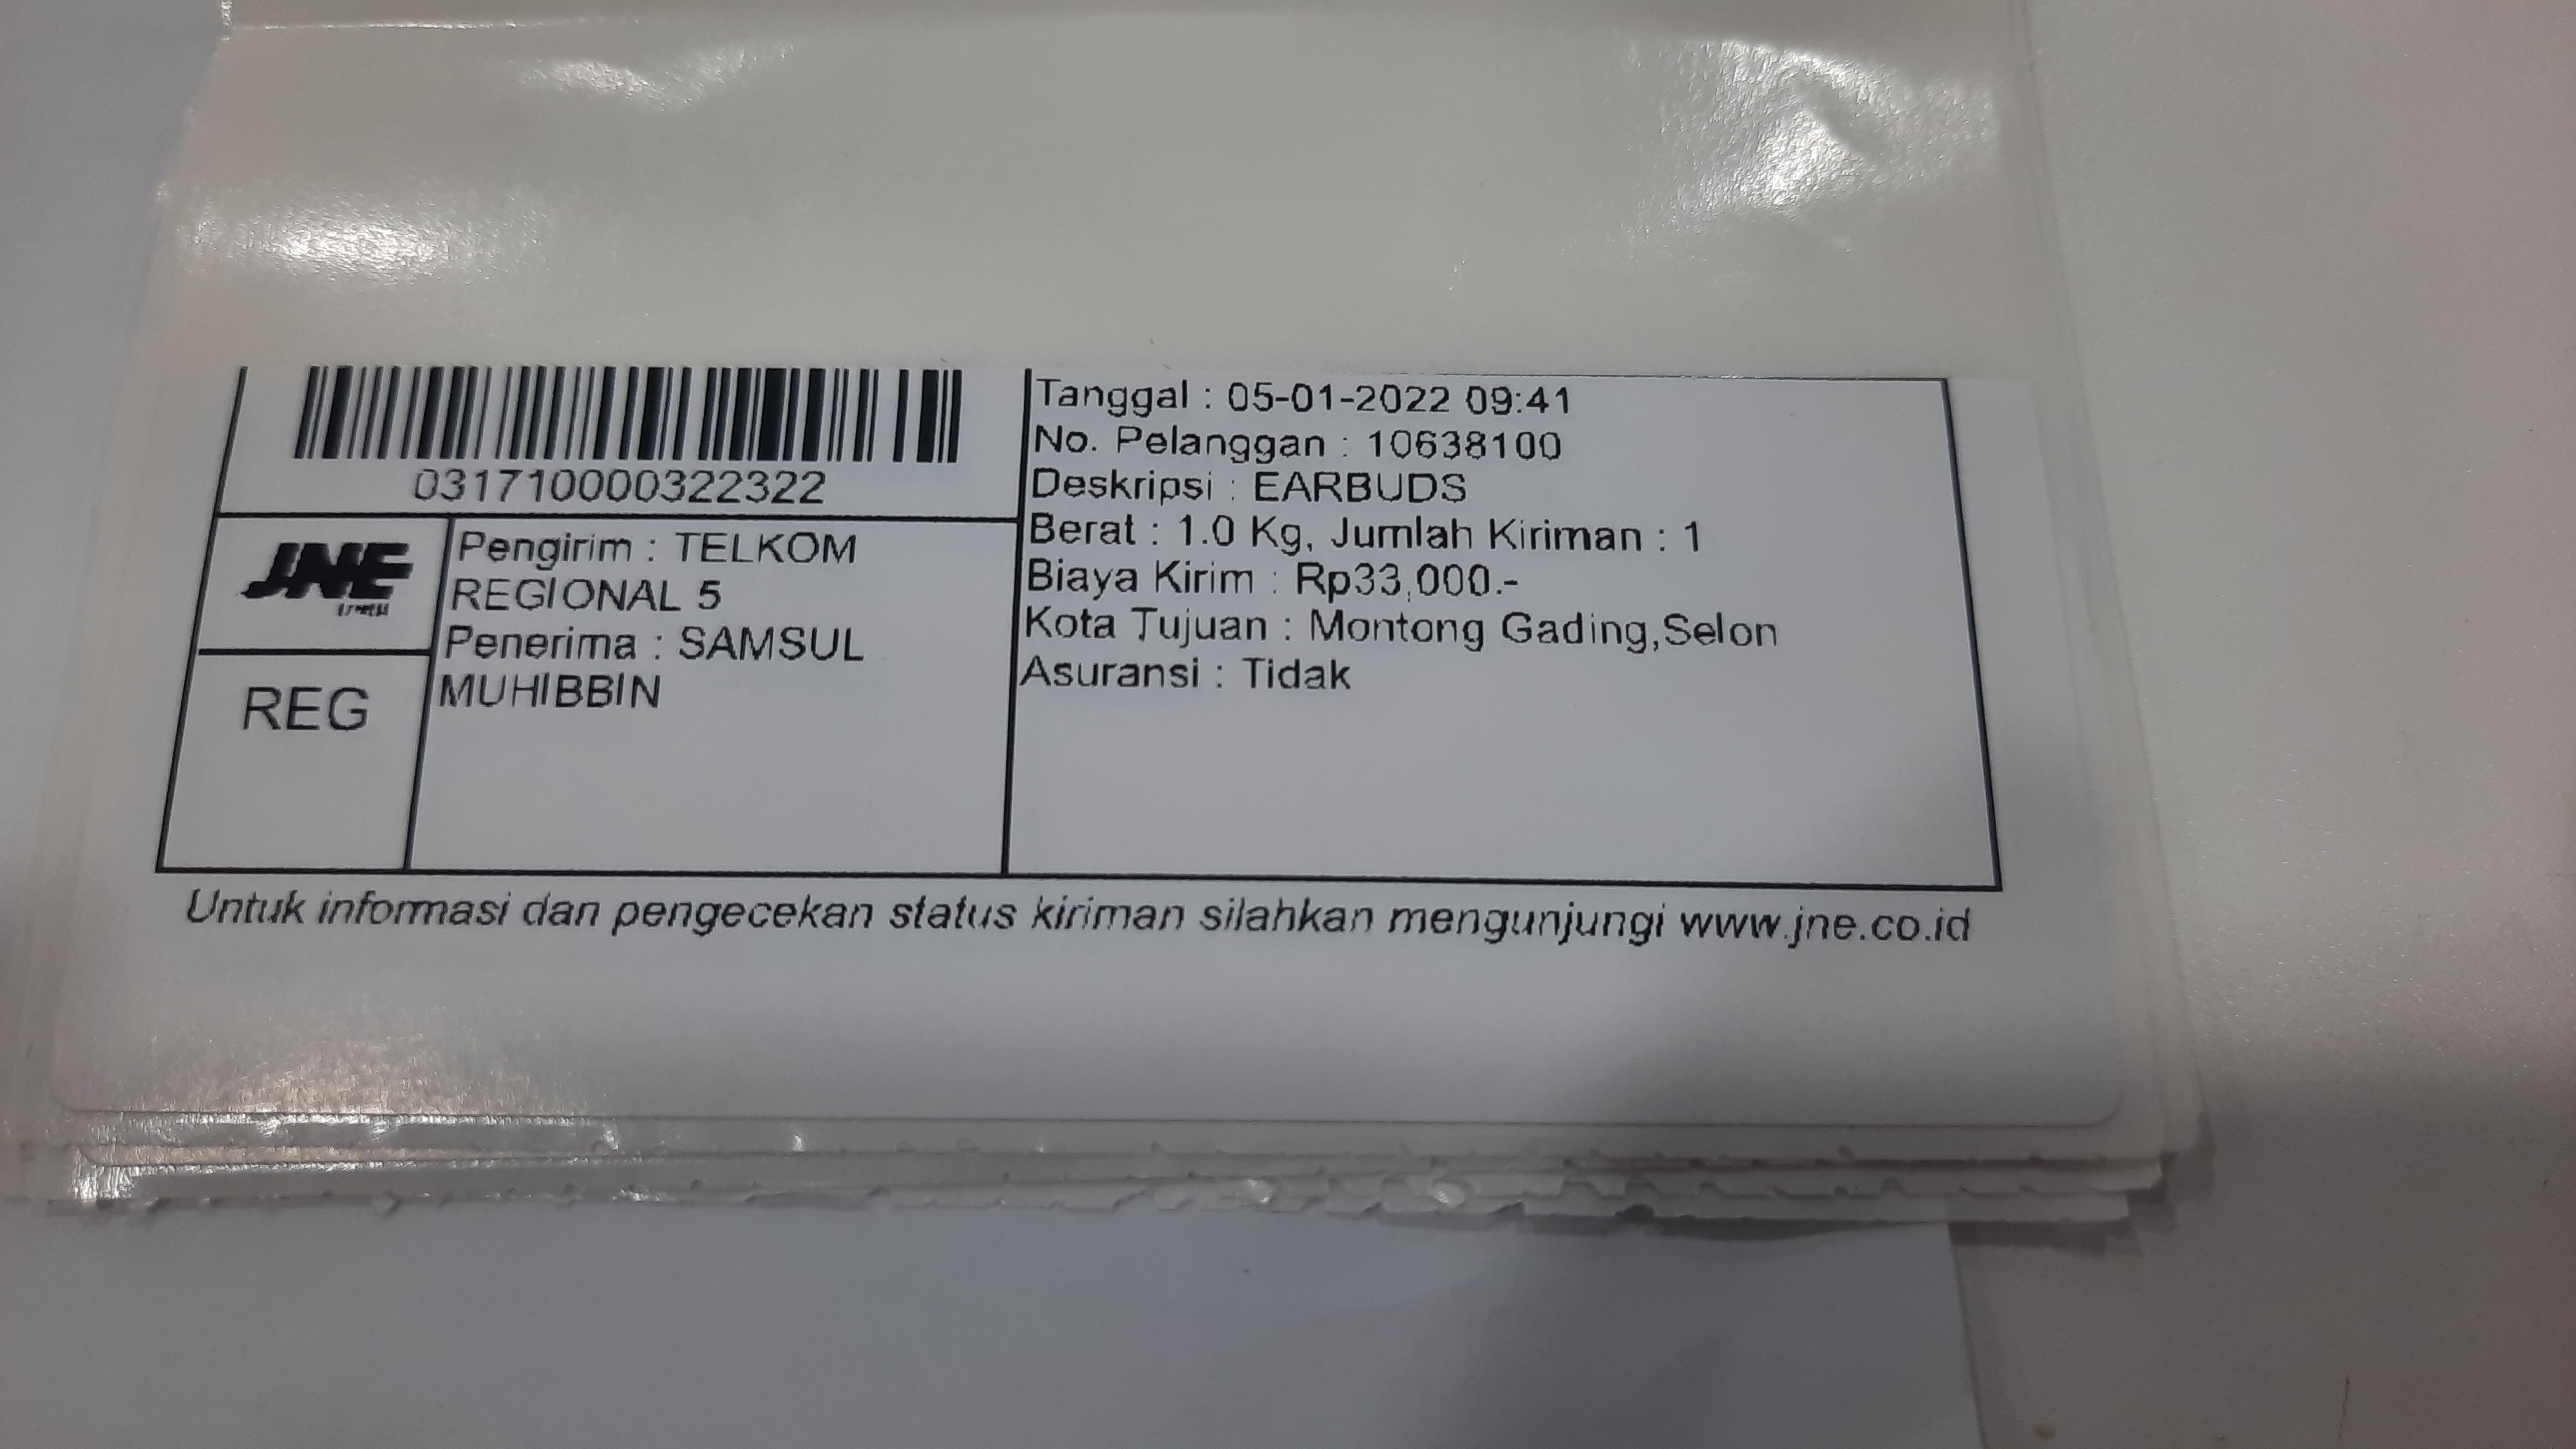 0317100003222322
JNE
REG
Pengirim : TELKOM
REGIONAL 5
Penerima : SAMSUL
MUHIBBIN
Tanggal : 05-01-2022 09:41
No. Pelanggan : 10638100
Deskripsi : EARBUDS
Berat : 1.0 Kg, Jumlah Kiriman : 1
Biaya Kirim : Rp33,000.-
Kota Tujuan : Montong Gading,Selon
Asuransi : Tidak
Untuk informasi dan pengecekan status kiriman silahkan mengunjungi www.jne.co.id